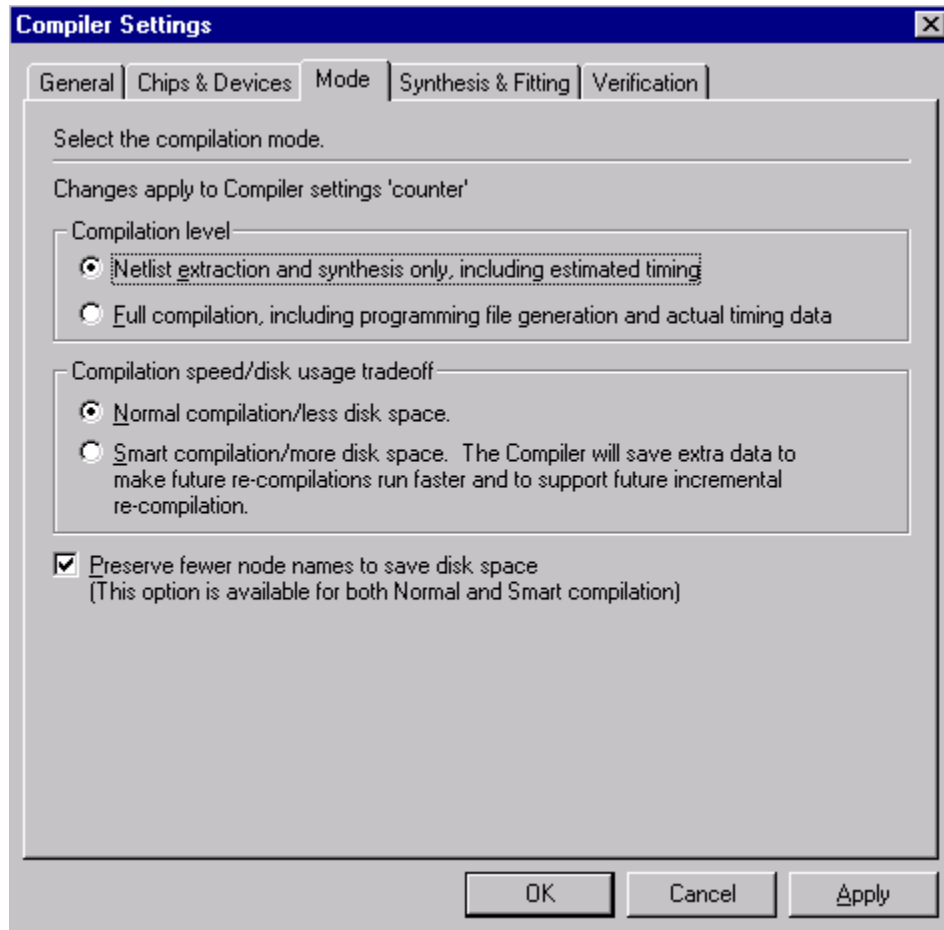 Compiler Settings
General
Chips & Devices
Mode
Synthesis & Fitting
Verification
Select the compilation mode.
Changes apply to Compiler settings 'counter'
Compilation level
Netlist extraction and synthesis only, including estimated timing
Full compilation, including programming file generation and actual timing data
Compilation speed/disk usage tradeoff
Normal compilation/less disk space.
Smart compilation/more disk space.  The Compiler will save extra data to
make future re-compilations run faster and to support future incremental
re-compilation.
Preserve fewer node names to save disk space
(This option is available for both Normal and Smart compilation)
OK
Cancel
Apply